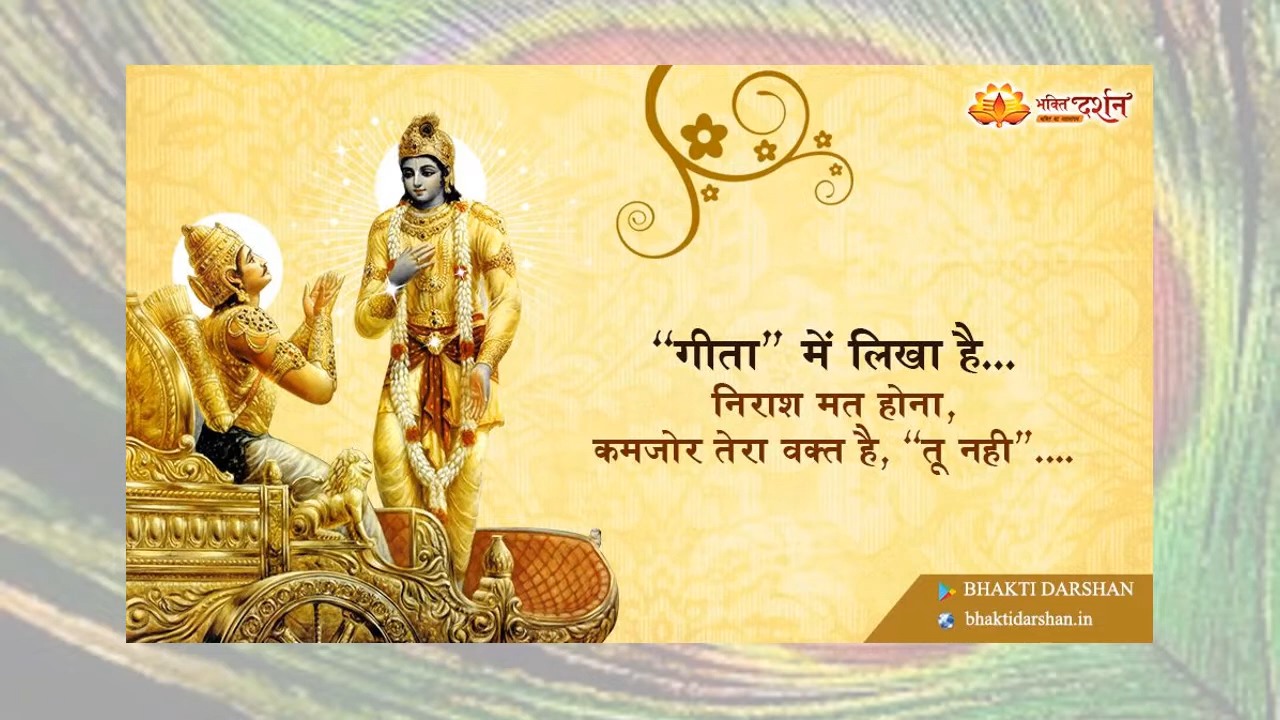 भक्ति दर्शन
“गीता” में लिखा है...
निराश मत होना,
कमजोर तेरा वक्त है, “तू नही”....
BHAKTI DARSHAN
bhaktidarshan.in